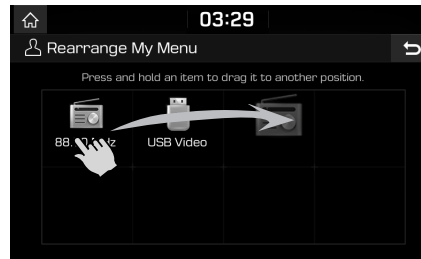 03:29
Rearrange My Menu
Press and hold an item to drag it to another position.
USB Video